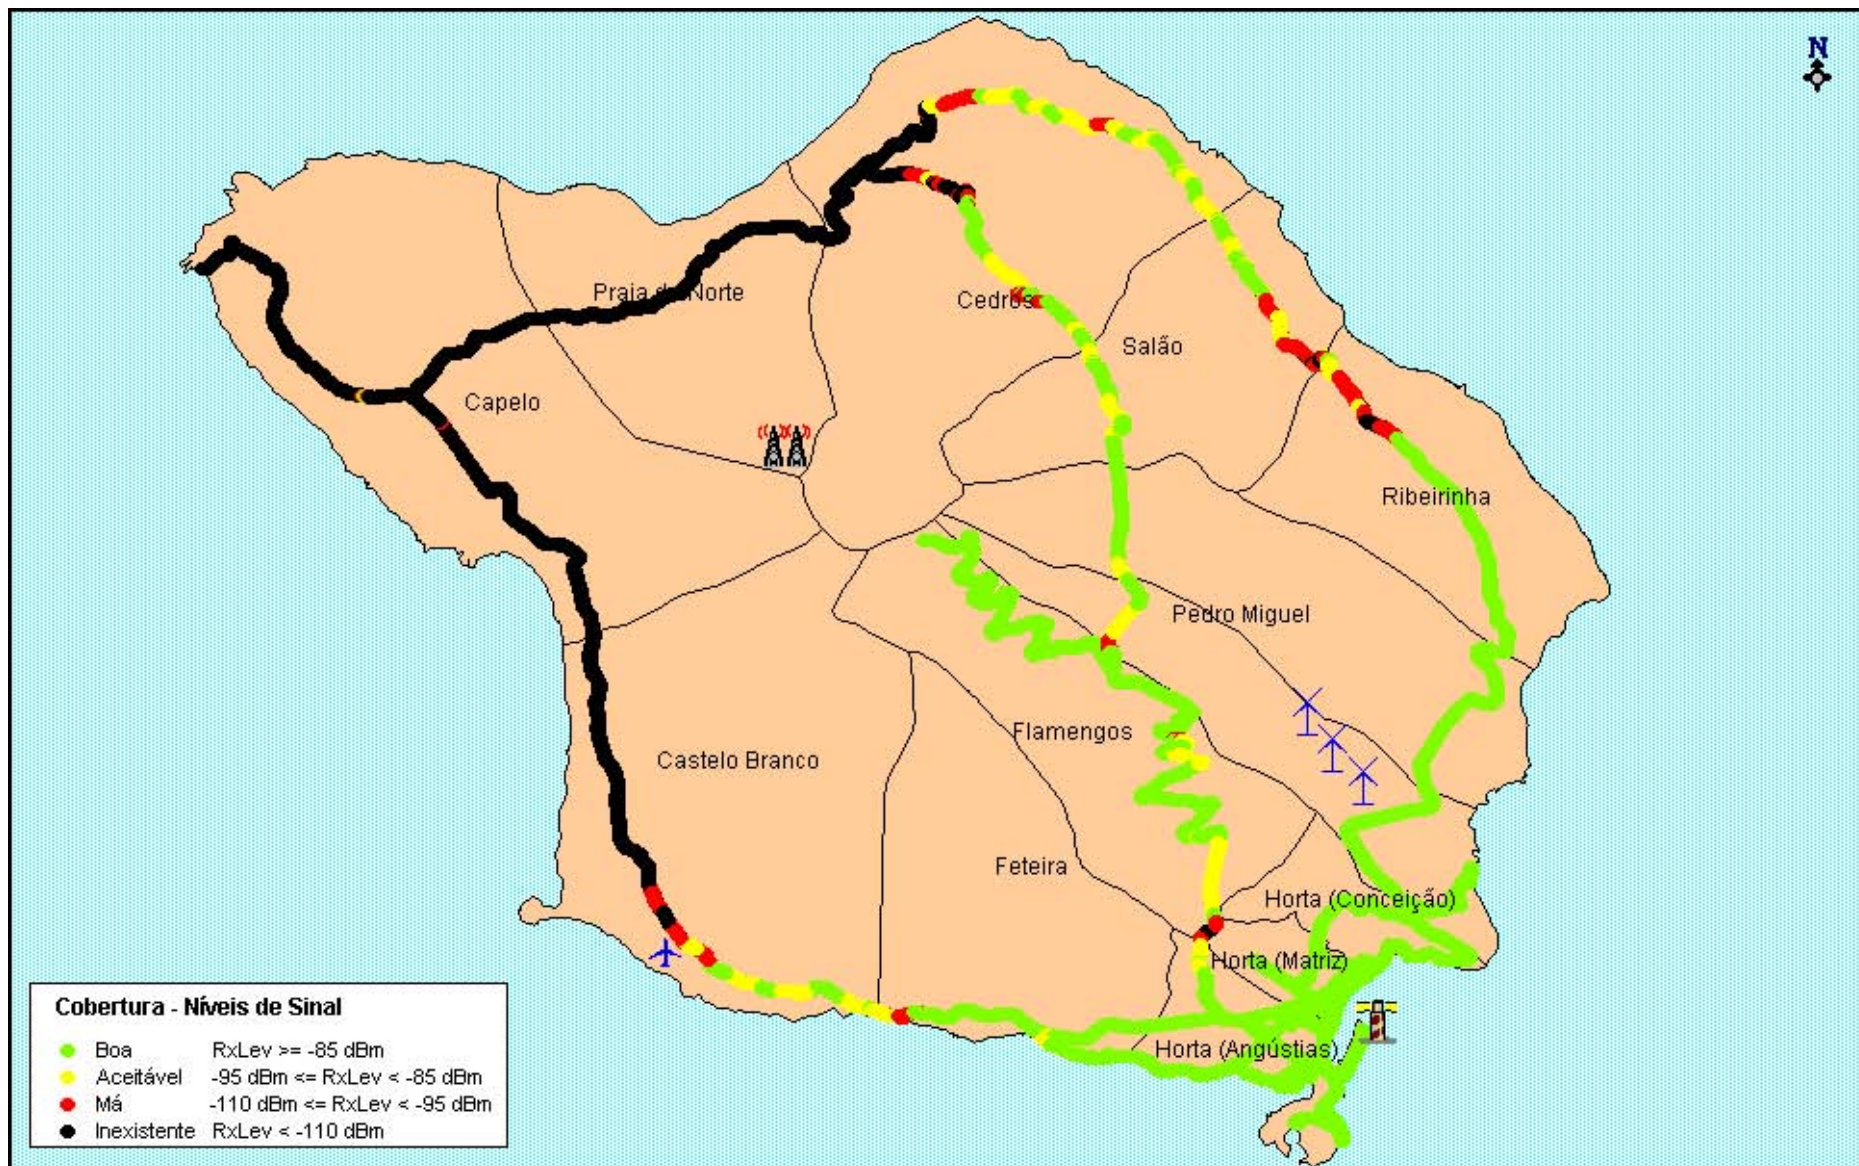 N
Praia do Norte
Cedros
Salão
Capelo
Ribeirinha
Pedro Miguel
Flamengos
Castelo Branco
Feteira
Horta (Conceição)
Horta (Matriz)
Horta (Angústias)
Cobertura - Níveis de Sinal
Boa RxLev >= -85 dBm
Aceitável -95 dBm <= RxLev < -85 dBm
Má -110 dBm <= RxLev < -95 dBm
Inexistente RxLev < -110 dBm